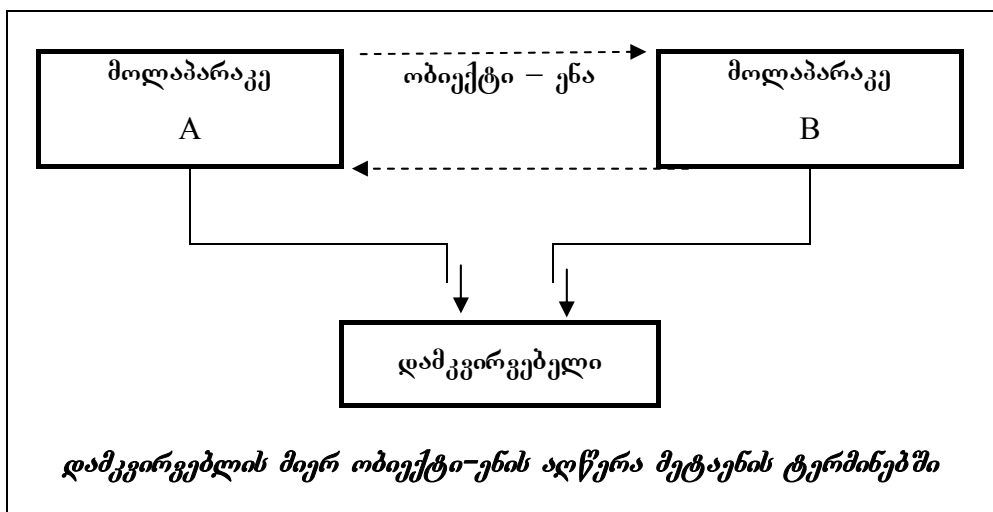 მოლაპარაკე
A
ობიექტი – ენა
მოლაპარაკე
B
დამკვირვებელი
დამკვირვებლის მიერ ობიექტი-ენის აღწერა მეტაენის ტერმინებში